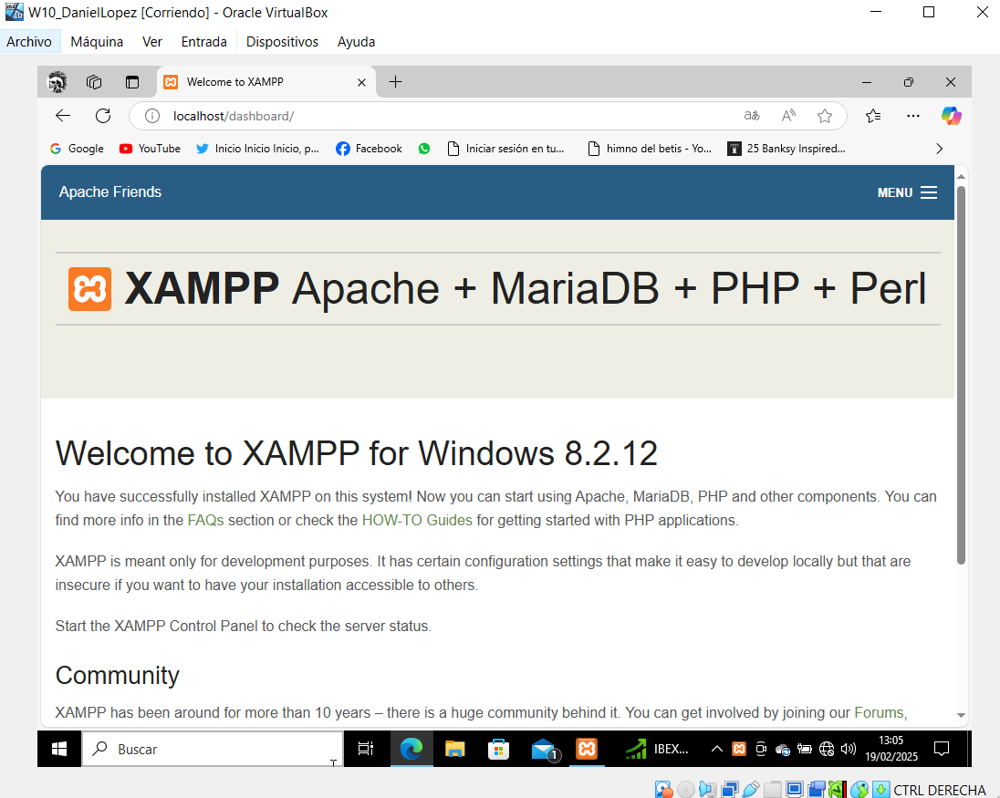 W10_DanielLopez [Corriendo] - Oracle VirtualBox
Archivo Máquina Ver Entrada Dispositivos Ayuda
Welcome to XAMPP
localhost/dashboard/
Google YouTube Inicio Inicio Inicio, p... Facebook Iniciar sesión en tu... himno del betis - Yo... 25 Banksy Inspired...
Apache Friends MENU
XAMPP Apache + MariaDB + PHP + Perl
Welcome to XAMPP for Windows 8.2.12
You have successfully installed XAMPP on this system! Now you can start using Apache, MariaDB, PHP and other components. You can
find more info in the FAQs section or check the HOW-TO Guides for getting started with PHP applications.
XAMPP is meant only for development purposes. It has certain configuration settings that make it easy to develop locally but that are
insecure if you want to have your installation accessible to others.
Start the XAMPP Control Panel to check the server status.
Community
XAMPP has been around for more than 10 years – there is a huge community behind it. You can get involved by joining our Forums,
Buscar 1 IBEX... 13:05
19/02/2025
CTRL DERECHA